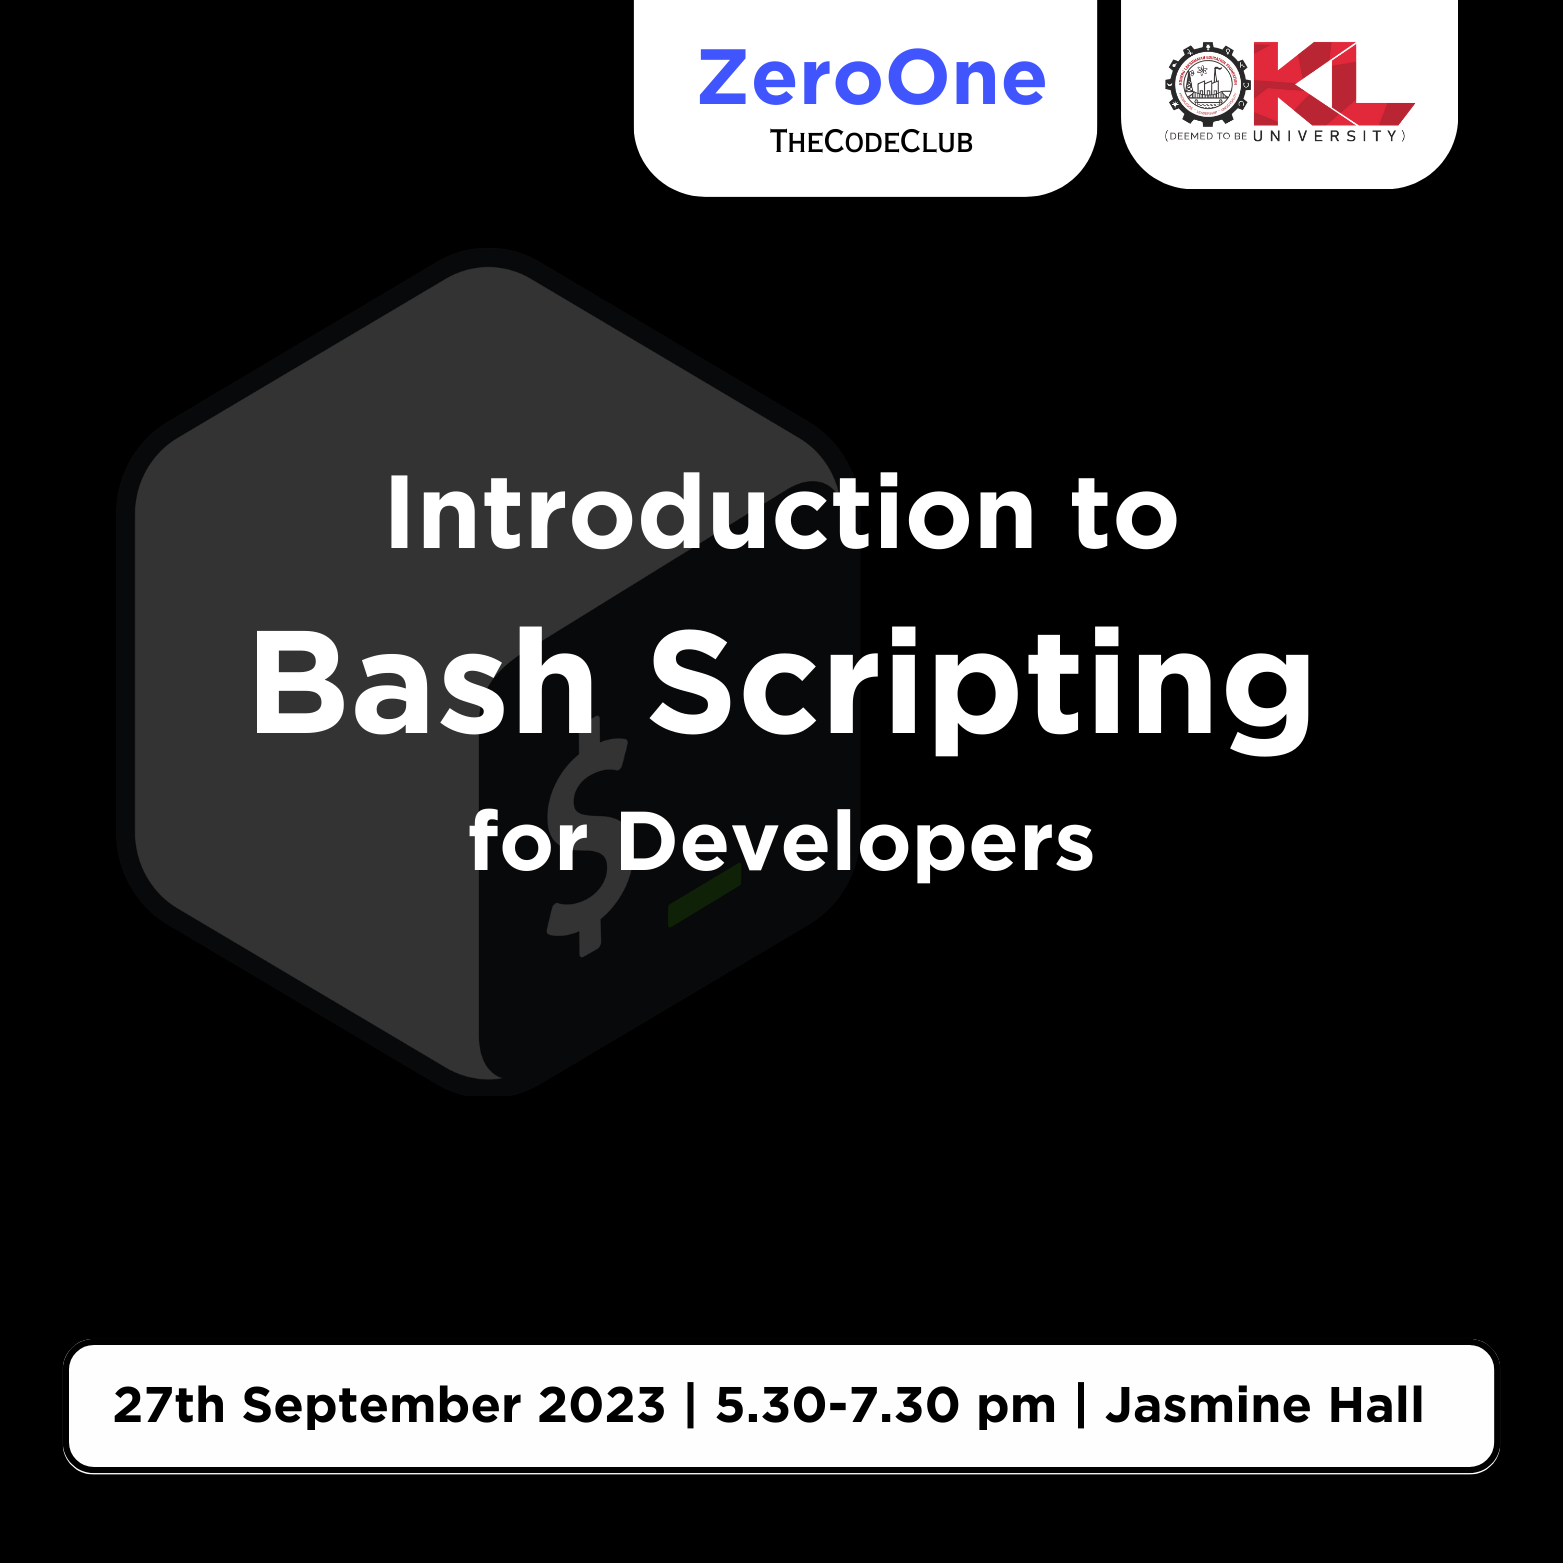 ZeroOne
THECODECLUB
KL
(DEEMED TO BE UNIVERSITY)
Introduction to
Bash Scripting
for Developers
$_
27th September 2023 | 5.30-7.30 pm | Jasmine Hall